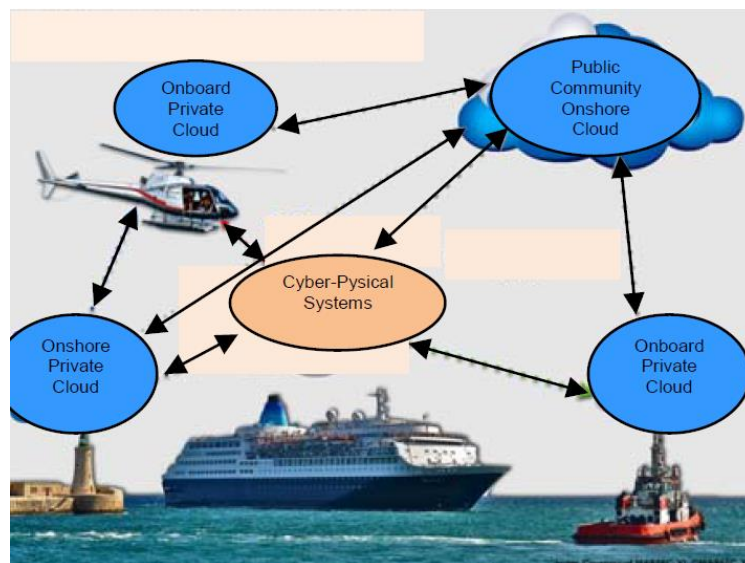 Onboard
Private
Cloud
Public
Community
Onshore
Cloud
Cyber-Pysical
Systems
Onshore
Private
Cloud
Onboard
Private
Cloud